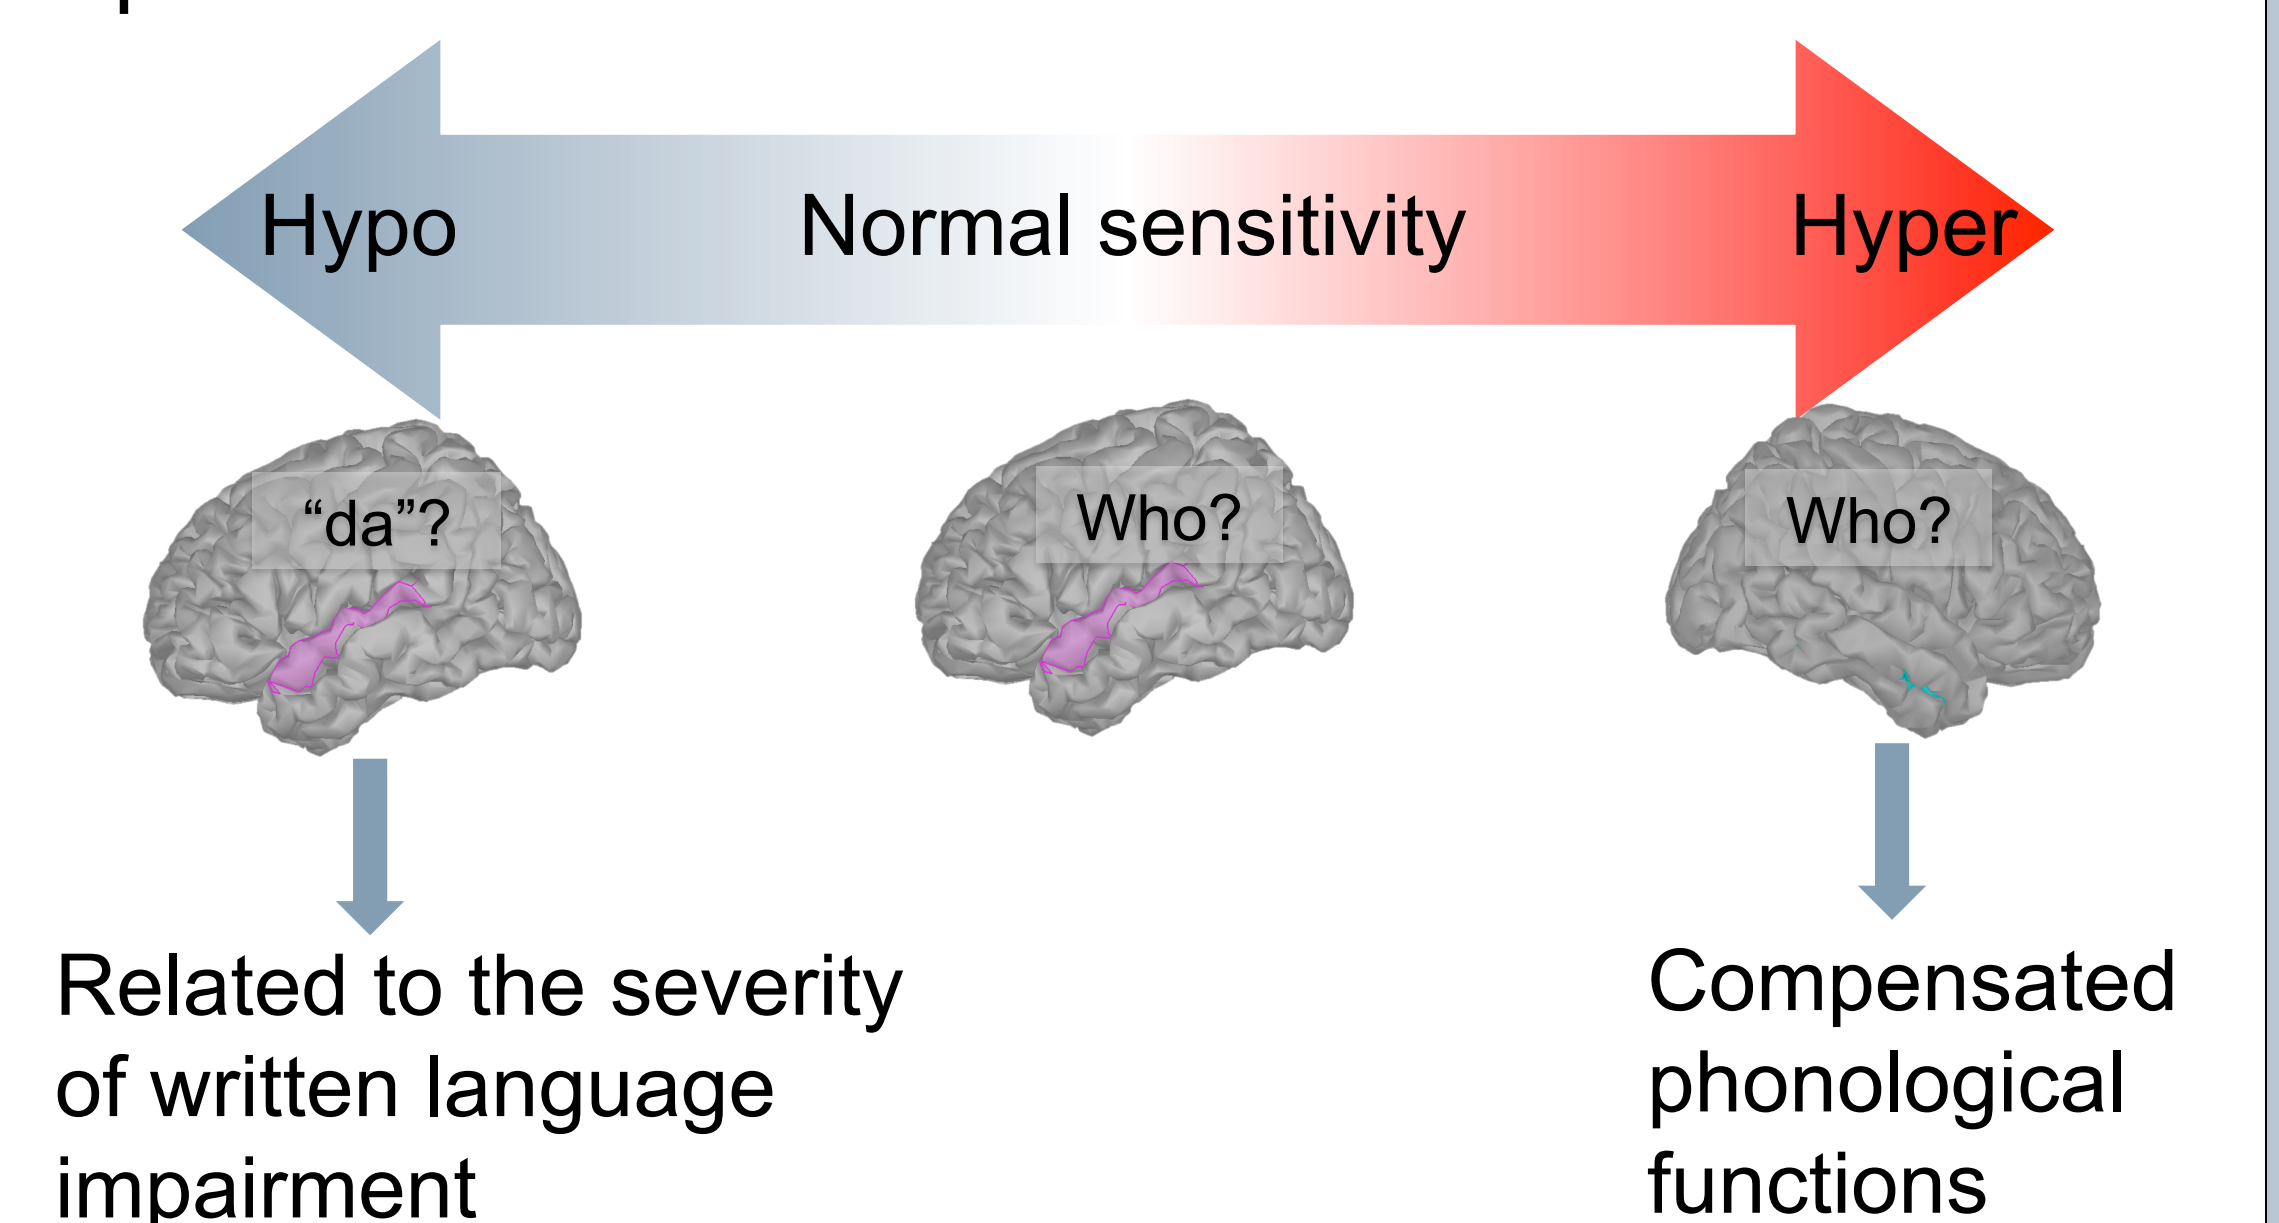 Hypo
Normal sensitivity
Hyper
“da”?
Who?
Who?
Related to the severity
of written language
impairment
Compensated
phonological
functions